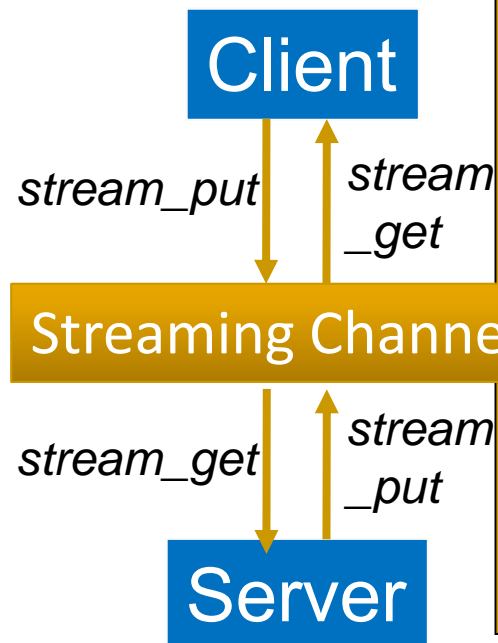 Client
stream_put
stream
_get
Streaming Channe
stream_get
stream
_put
Server